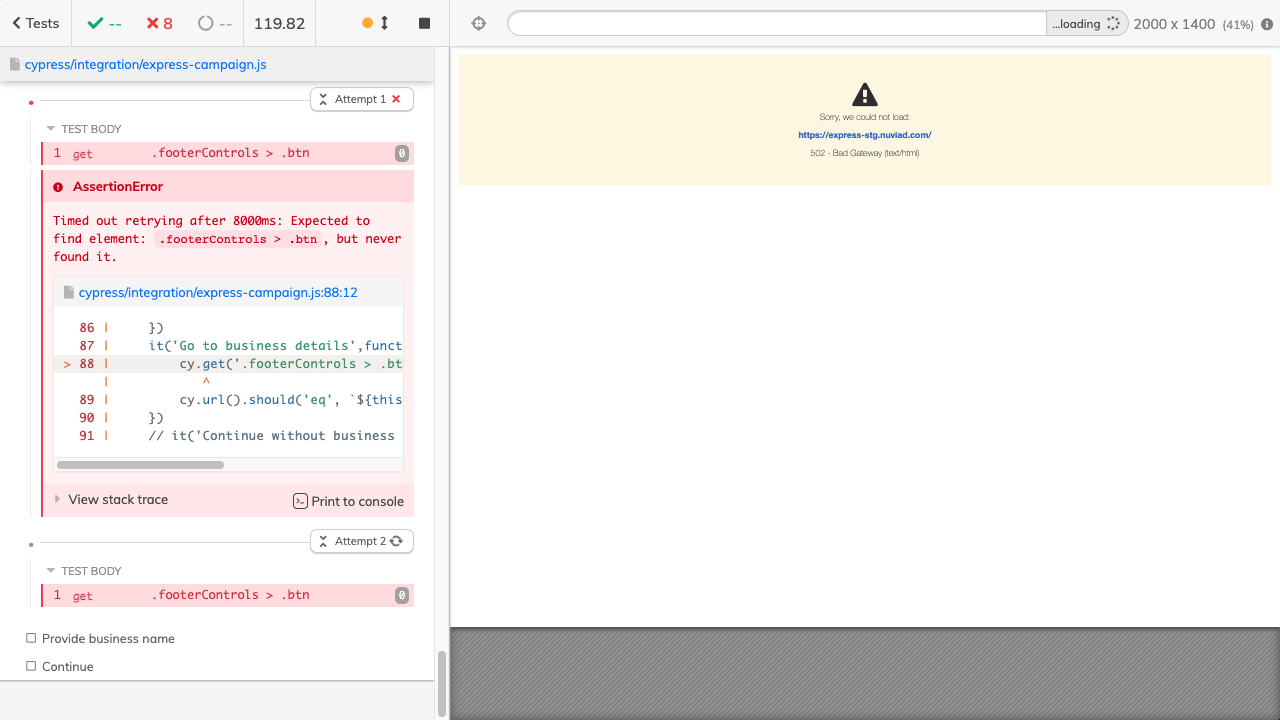 Tests
--
8
--
119.82
...loading
2000 x 1400 (41%)
cypress/integration/express-campaign.js
Attempt 1
TEST BODY
1 get .footerControls > .btn 0
AssertionError
Timed out retrying after 8000ms: Expected to
find element: .footerControls > .btn, but never
found it.
cypress/integration/express-campaign.js:88:12
86 | })
87 | it('Go to business details',funct
> 88 | cy.get('.footerControls > .bt
| ^
89 | cy.url().should('eq', `${this
90 | })
91 | // it('Continue without business
View stack trace
Print to console
Attempt 2
TEST BODY
1 get .footerControls > .btn 0
Provide business name
Continue
Sorry, we could not load:
https://express-stg.nuviad.com/
502 - Bad Gateway (text/html)